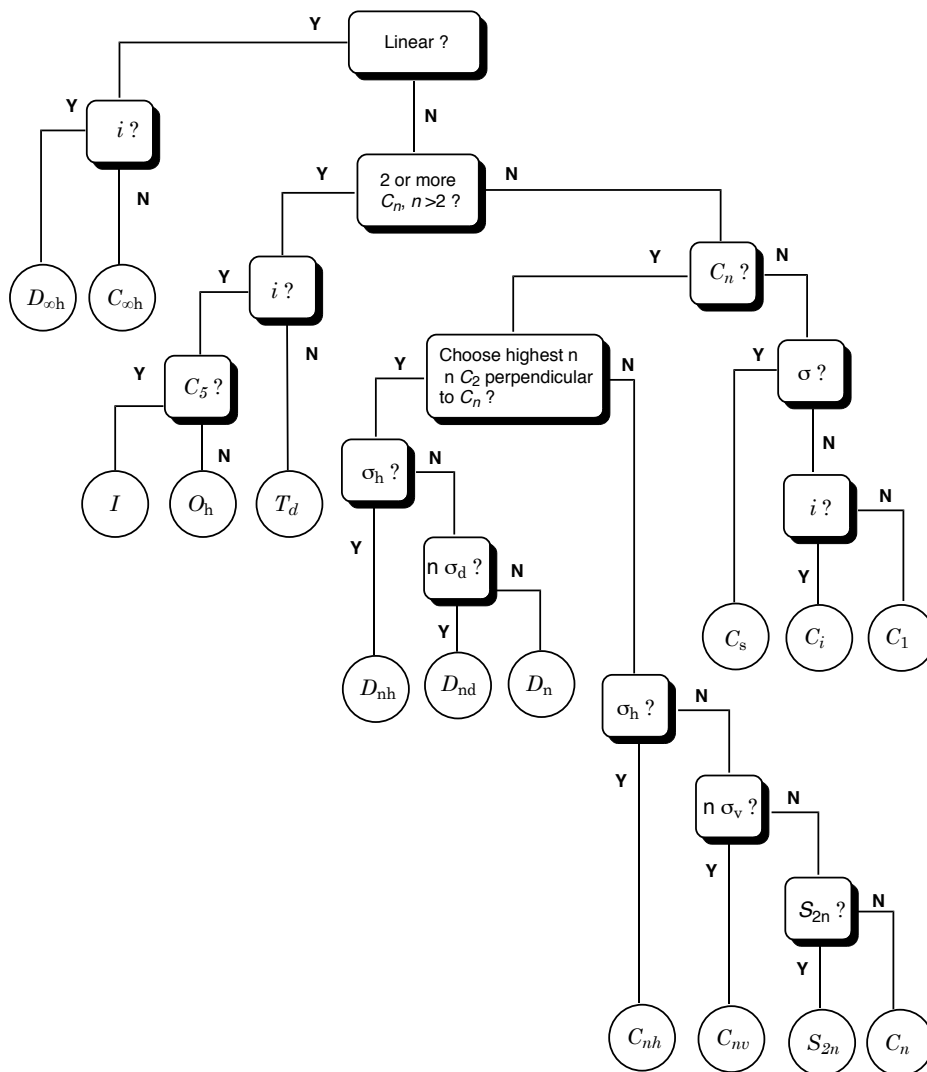 Y
Linear ?
Y
i ?
N
N
Y
2 or more
Cₙ, n >2 ?
N
D∞h
C∞h
Y
i ?
N
Y
Cₙ ?
N
Y
C₅ ?
N
Y
Choose highest n
n C₂ perpendicular
to Cₙ ?
N
Y
σ ?
N
I
Oh
Td
σh ?
N
Y
i ?
N
Y
n σd ?
N
Y
Y
Cs
Ci
C₁
Dnh
Dnd
Dn
σh ?
N
Y
n σv ?
N
Y
S2n ?
N
Y
Cnh
Cnv
S2n
Cn